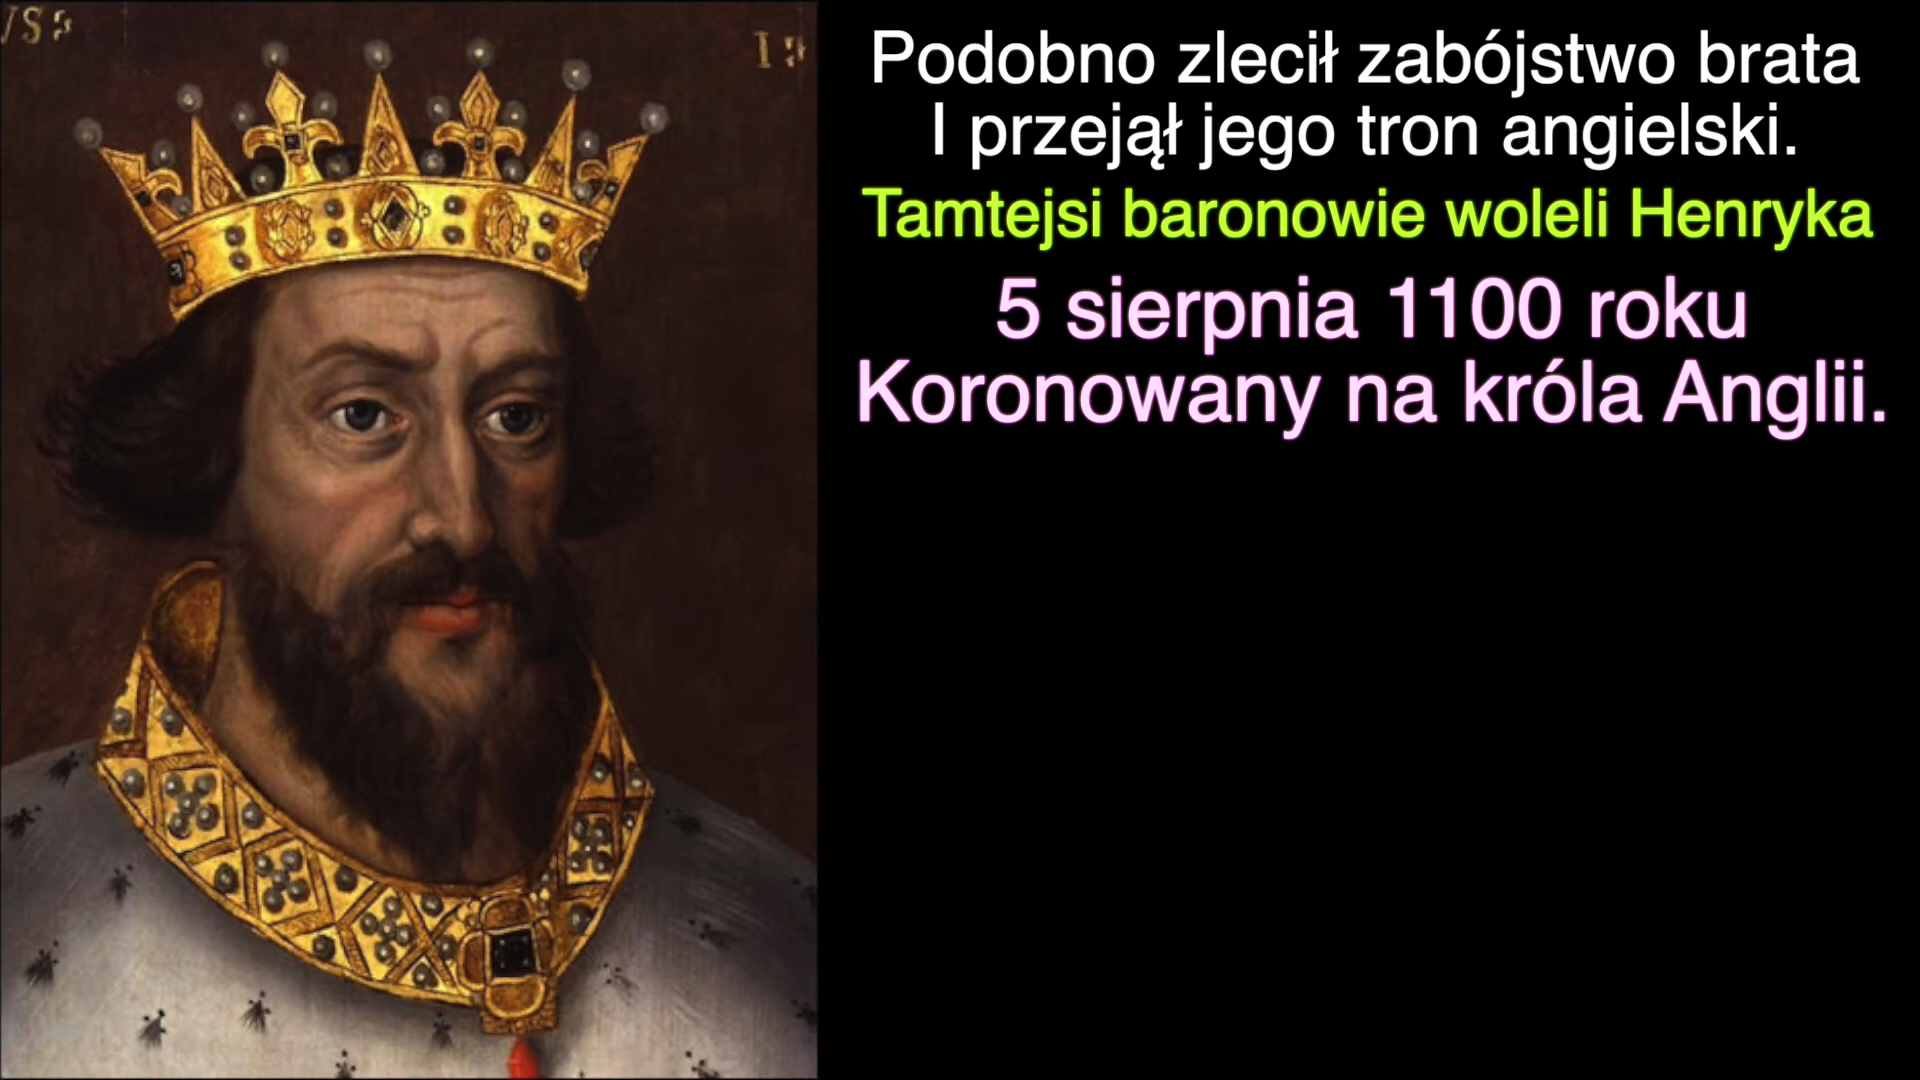 Podobno zlecił zabójstwo brata
I przejął jego tron angielski.
Tamtejsi baronowie woleli Henryka
5 sierpnia 1100 roku
Koronowany na króla Anglii.